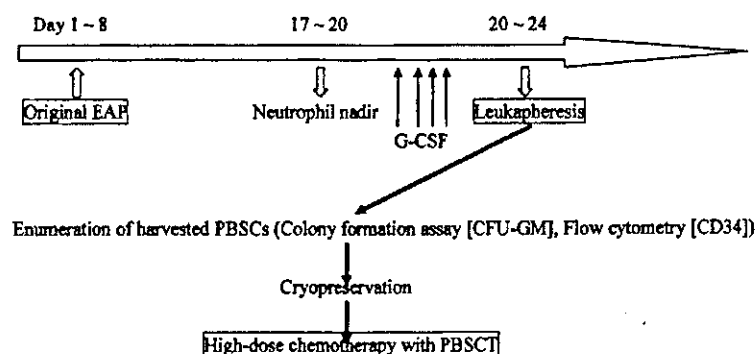 Day 1 ~ 8 17 ~ 20 20 ~ 24
Original EAP Neutrophil nadir G-CSF Leukapheresis
Enumeration of harvested PBSCs (Colony formation assay [CFU-GM], Flow cytometry [CD34])
Cryopreservation
High-dose chemotherapy with PBSCT